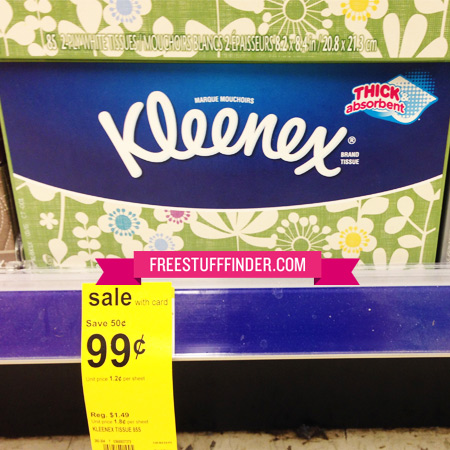 85 2-PLY WHITE TISSUES / MOUCHOIRS BLANCS 2 ÉPAISSEURS 8.2 x 8.4 in / 20.8 x 21.3 cm
MARQUE MOUCHOIRS
Kleenex®
BRAND
TISSUE
THICK
absorbent
FREESTUFFFINDER.COM
sale with card
Save 50¢
99¢
Unit price 1.2¢ per sheet
Reg. $1.49
Unit price 1.8¢ per sheet
KLEENEX TISSUE 85S